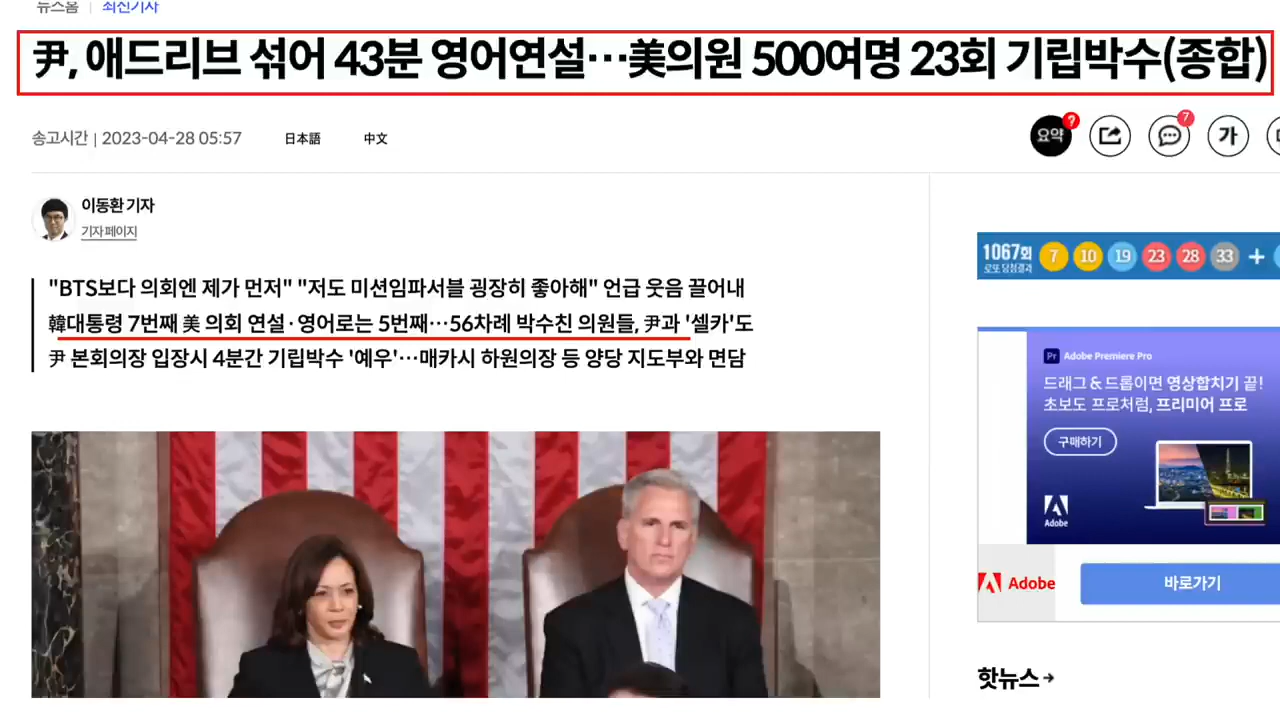 뉴스홈 | 최신기사
尹, 애드리브 섞어 43분 영어연설…美의원 500여명 23회 기립박수(종합)
송고시간 | 2023-04-28 05:57 日本語 中文
요약 ? 7 가
이동환 기자
기자 페이지
"BTS보다 의회엔 제가 먼저" "저도 미션임파서블 굉장히 좋아해" 언급 웃음 끌어내
韓대통령 7번째 美 의회 연설·영어로는 5번째…56차례 박수친 의원들, 尹과 '셀카'도
尹 본회의장 입장시 4분간 기립박수 '예우'…매카시 하원의장 등 양당 지도부와 면담
1067회
로또 당첨결과
7 10 19 23 28 33 +
Pr Adobe Premiere Pro
드래그 & 드롭이면 영상합치기 끝!
초보도 프로처럼, 프리미어 프로
구매하기
Adobe
Adobe 바로가기
핫뉴스→